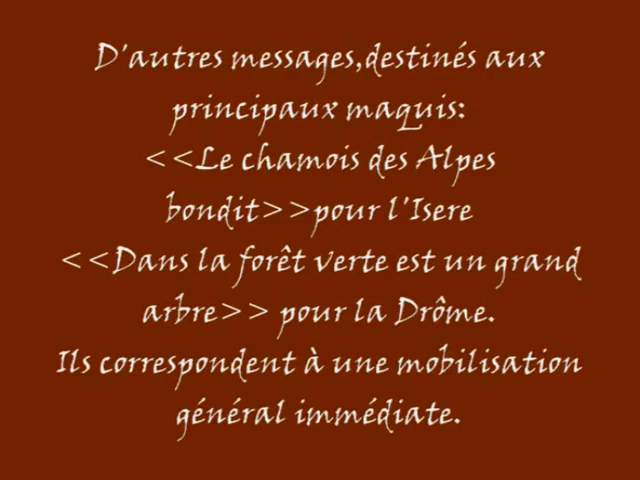 D'autres messages,destinés aux
principaux maquis:
<<Le chamois des Alpes
bondit>>pour l'Isere
<<Dans la forêt verte est un grand
arbre>> pour la Drôme.
Ils correspondent à une mobilisation
général immédiate.